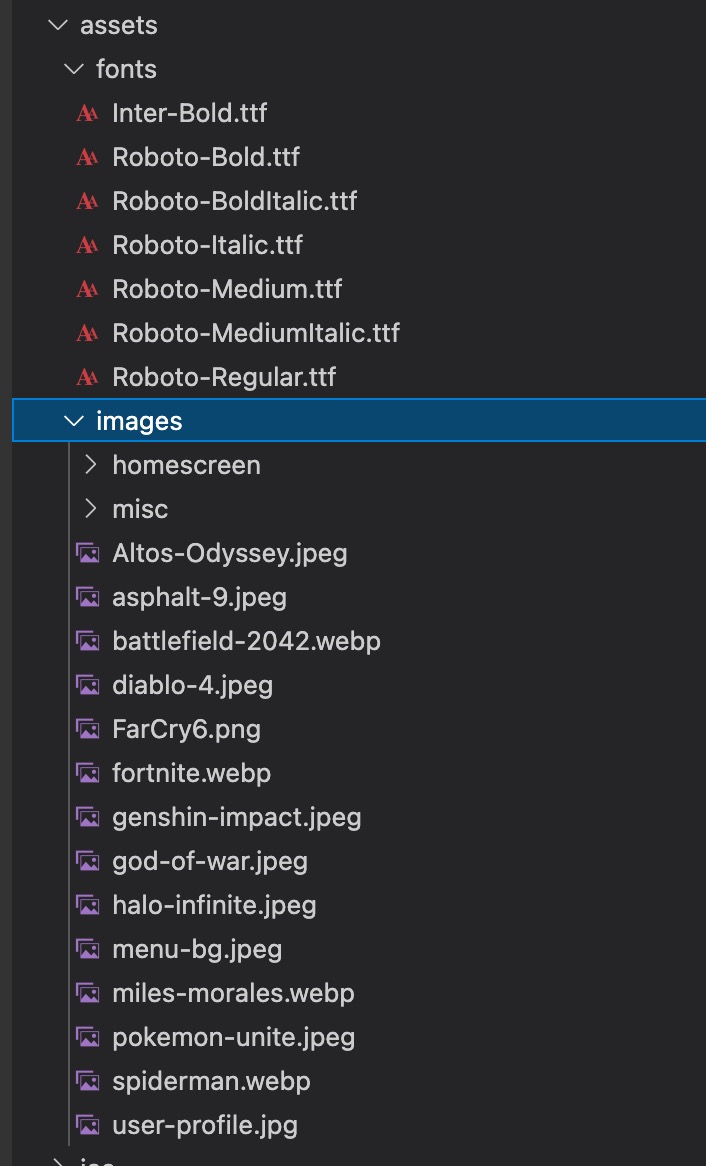 assets
fonts
Inter-Bold.ttf
Roboto-Bold.ttf
Roboto-BoldItalic.ttf
Roboto-Italic.ttf
Roboto-Medium.ttf
Roboto-MediumItalic.ttf
Roboto-Regular.ttf
images
homescreen
misc
Altos-Odyssey.jpeg
asphalt-9.jpeg
battlefield-2042.webp
diablo-4.jpeg
FarCry6.png
fortnite.webp
genshin-impact.jpeg
god-of-war.jpeg
halo-infinite.jpeg
menu-bg.jpeg
miles-morales.webp
pokemon-unite.jpeg
spiderman.webp
user-profile.jpg